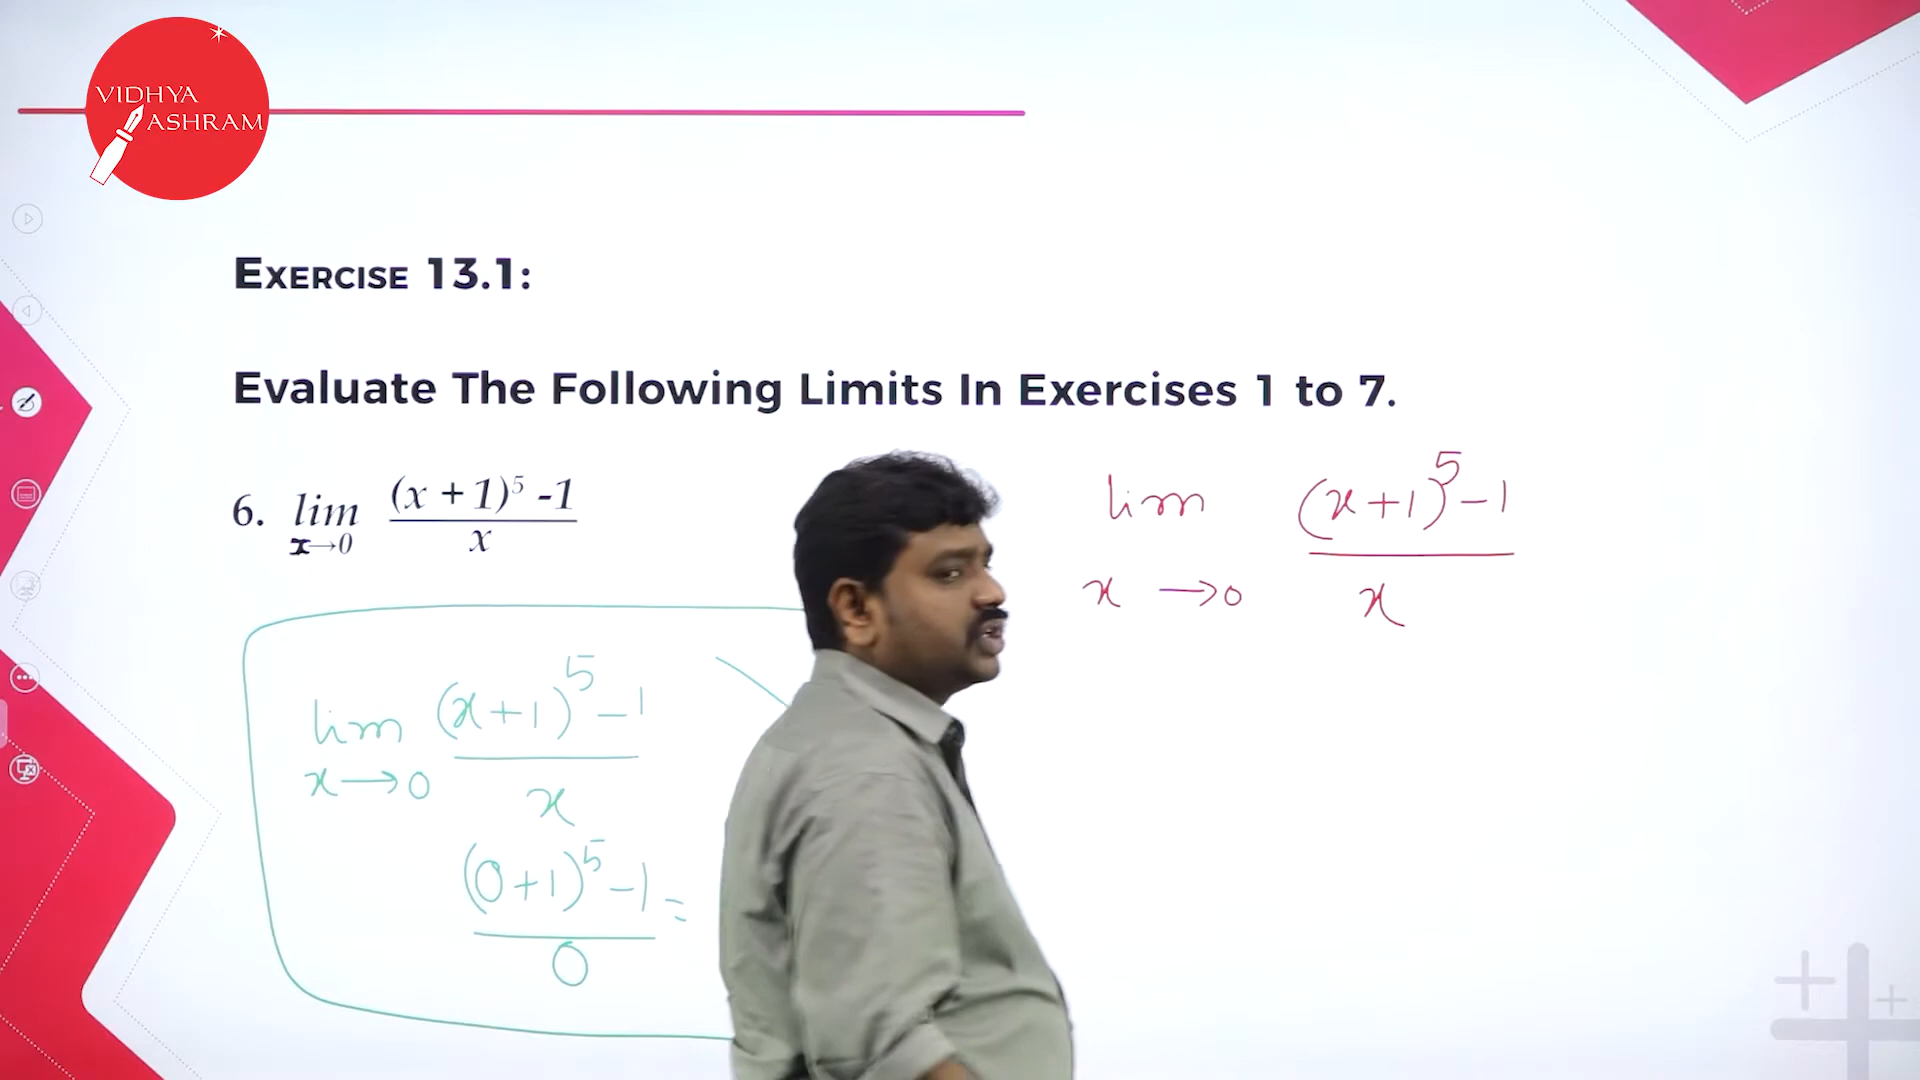 VIDHYA
ASHRAM
EXERCISE 13.1:
Evaluate The Following Limits In Exercises 1 to 7.
6. lim x→0 (x + 1)⁵ -1 / x
lim x→0 (x+1)⁵-1 / x
(0+1)⁵-1 / 0 =
lim x→0 (x+1)⁵-1 / x